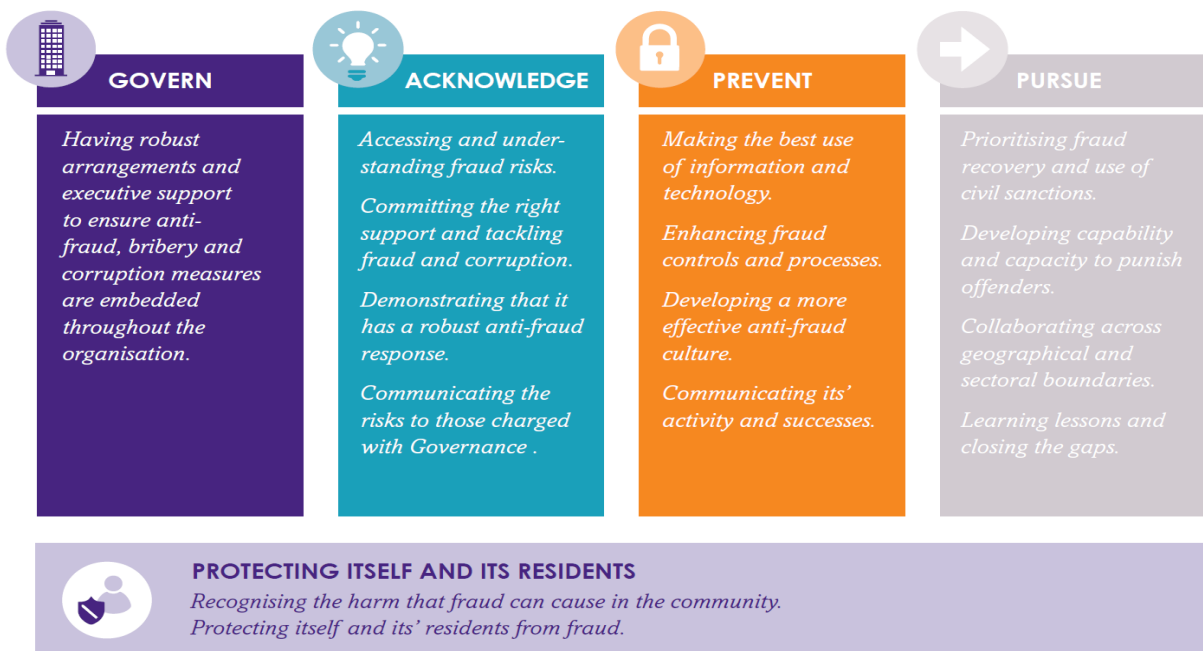 GOVERN
Having robust
arrangements and
executive support
to ensure anti-
fraud, bribery and
corruption measures
are embedded
throughout the
organisation.
ACKNOWLEDGE
Accessing and under-
standing fraud risks.
Committing the right
support and tackling
fraud and corruption.
Demonstrating that it
has a robust anti-fraud
response.
Communicating the
risks to those charged
with Governance .
PREVENT
Making the best use
of information and
technology.
Enhancing fraud
controls and processes.
Developing a more
effective anti-fraud
culture.
Communicating its’
activity and successes.
PURSUE
Prioritising fraud
recovery and use of
civil sanctions.
Developing capability
and capacity to punish
offenders.
Collaborating across
geographical and
sectoral boundaries.
Learning lessons and
closing the gaps.
PROTECTING ITSELF AND ITS RESIDENTS
Recognising the harm that fraud can cause in the community.
Protecting itself and its’ residents from fraud.